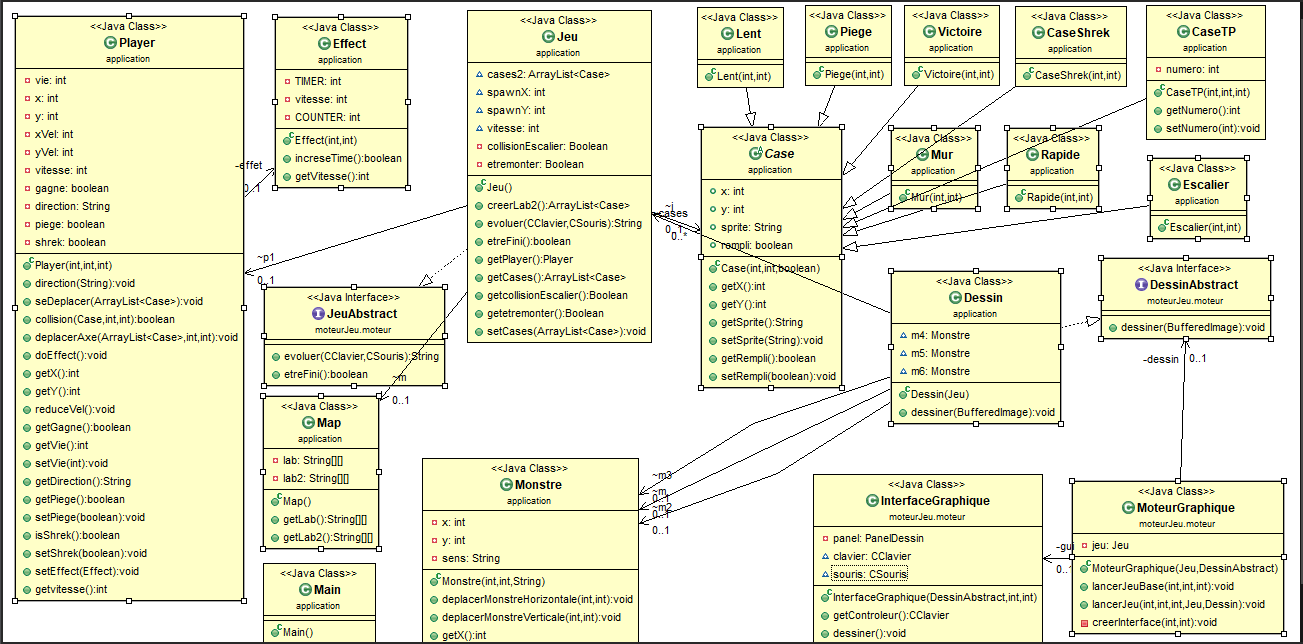 <<Java Class>>
Player
application
vie: int
x: int
y: int
xVel: int
yVel: int
vitesse: int
gagne: boolean
direction: String
piege: boolean
shrek: boolean
Player(int,int,int)
direction(String):void
seDeplacer(ArrayList<Case>):void
collision(Case,int,int):boolean
deplacerAxe(ArrayList<Case>,int,int):void
doEffect():void
getX():int
getY():int
reduceVel():void
getGagne():boolean
getVie():int
setVie(int):void
getDirection():String
getPiege():boolean
setPiege(boolean):void
isShrek():boolean
setShrek(boolean):void
setEffect(Effect):void
getvitesse():int
-effet
0..1
<<Java Class>>
Effect
application
TIMER: int
vitesse: int
COUNTER: int
Effect(int,int)
increseTime():boolean
getVitesse():int
~p1
0..1
<<Java Interface>>
JeuAbstract
moteurJeu.moteur
evoluer(CClavier,CSouris):String
etreFini():boolean
~m
0..1
<<Java Class>>
Map
application
lab: String[][]
lab2: String[][]
Map()
getLab():String[][]
getLab2():String[][]
<<Java Class>>
Main
application
Main()
<<Java Class>>
Jeu
application
cases2: ArrayList<Case>
spawnX: int
spawnY: int
vitesse: int
collisionEscalier: Boolean
etremonter: Boolean
Jeu()
creerLab2():ArrayList<Case>
evoluer(CClavier,CSouris):String
etreFini():boolean
getPlayer():Player
getCases():ArrayList<Case>
getcollisionEscalier():Boolean
getetremonter():Boolean
setCases(ArrayList<Case>):void
~j
~cases
0..1
0..*
<<Java Class>>
Monstre
application
x: int
y: int
sens: String
Monstre(int,int,String)
deplacerMonstreHorizontale(int,int):void
deplacerMonstreVerticale(int,int):void
getX():int
~m3
~m
0..1
~m2
0..1
0..1
<<Java Class>>
Lent
application
Lent(int,int)
<<Java Class>>
Piege
application
Piege(int,int)
<<Java Class>>
Victoire
application
Victoire(int,int)
<<Java Class>>
CaseShrek
application
CaseShrek(int,int)
<<Java Class>>
CaseTP
application
numero: int
CaseTP(int,int,int)
getNumero():int
setNumero(int):void
<<Java Class>>
Case
application
x: int
y: int
sprite: String
rompli: boolean
Case(int,int,boolean)
getX():int
getY():int
getSprite():String
setSprite(String):void
getRempli():boolean
setRempli(boolean):void
<<Java Class>>
Mur
application
Mur(int,int)
<<Java Class>>
Rapide
application
Rapide(int,int)
<<Java Class>>
Escalier
application
Escalier(int,int)
<<Java Class>>
Dessin
application
m4: Monstre
m5: Monstre
m6: Monstre
Dessin(Jeu)
dessiner(BufferedImage):void
<<Java Interface>>
DessinAbstract
moteurJeu.moteur
dessiner(BufferedImage):void
-dessin
0..1
<<Java Class>>
InterfaceGraphique
moteurJeu.moteur
panel: PanelDessin
clavier: CClavier
souris: CSouris
InterfaceGraphique(DessinAbstract,int,int)
getControleur():CClavier
dessiner():void
-gui
<<Java Class>>
MoteurGraphique
moteurJeu.moteur
jeu: Jeu
MoteurGraphique(Jeu,DessinAbstract)
lancerJeuBase(int,int,int):void
lancerJeu(int,int,int,Jeu,Dessin):void
creerInterface(int,int):void